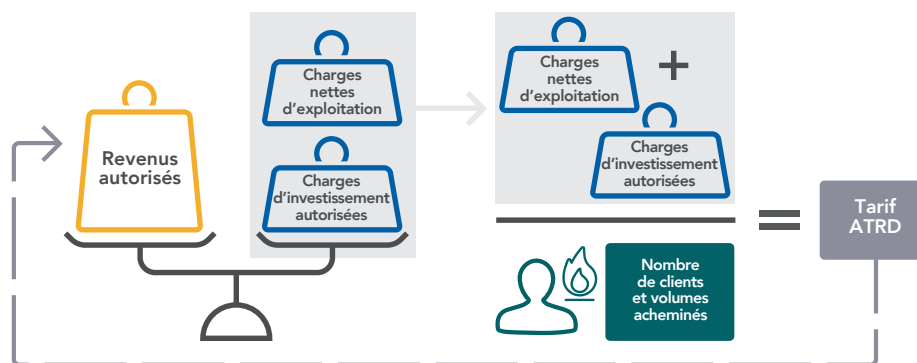 Revenus
autorisés
Charges
nettes
d'exploitation
Charges
d'investissement
autorisées
Charges
nettes
d'exploitation
+
Charges
d'investissement
autorisées
Nombre
de clients
et volumes
acheminés
=
Tarif
ATRD